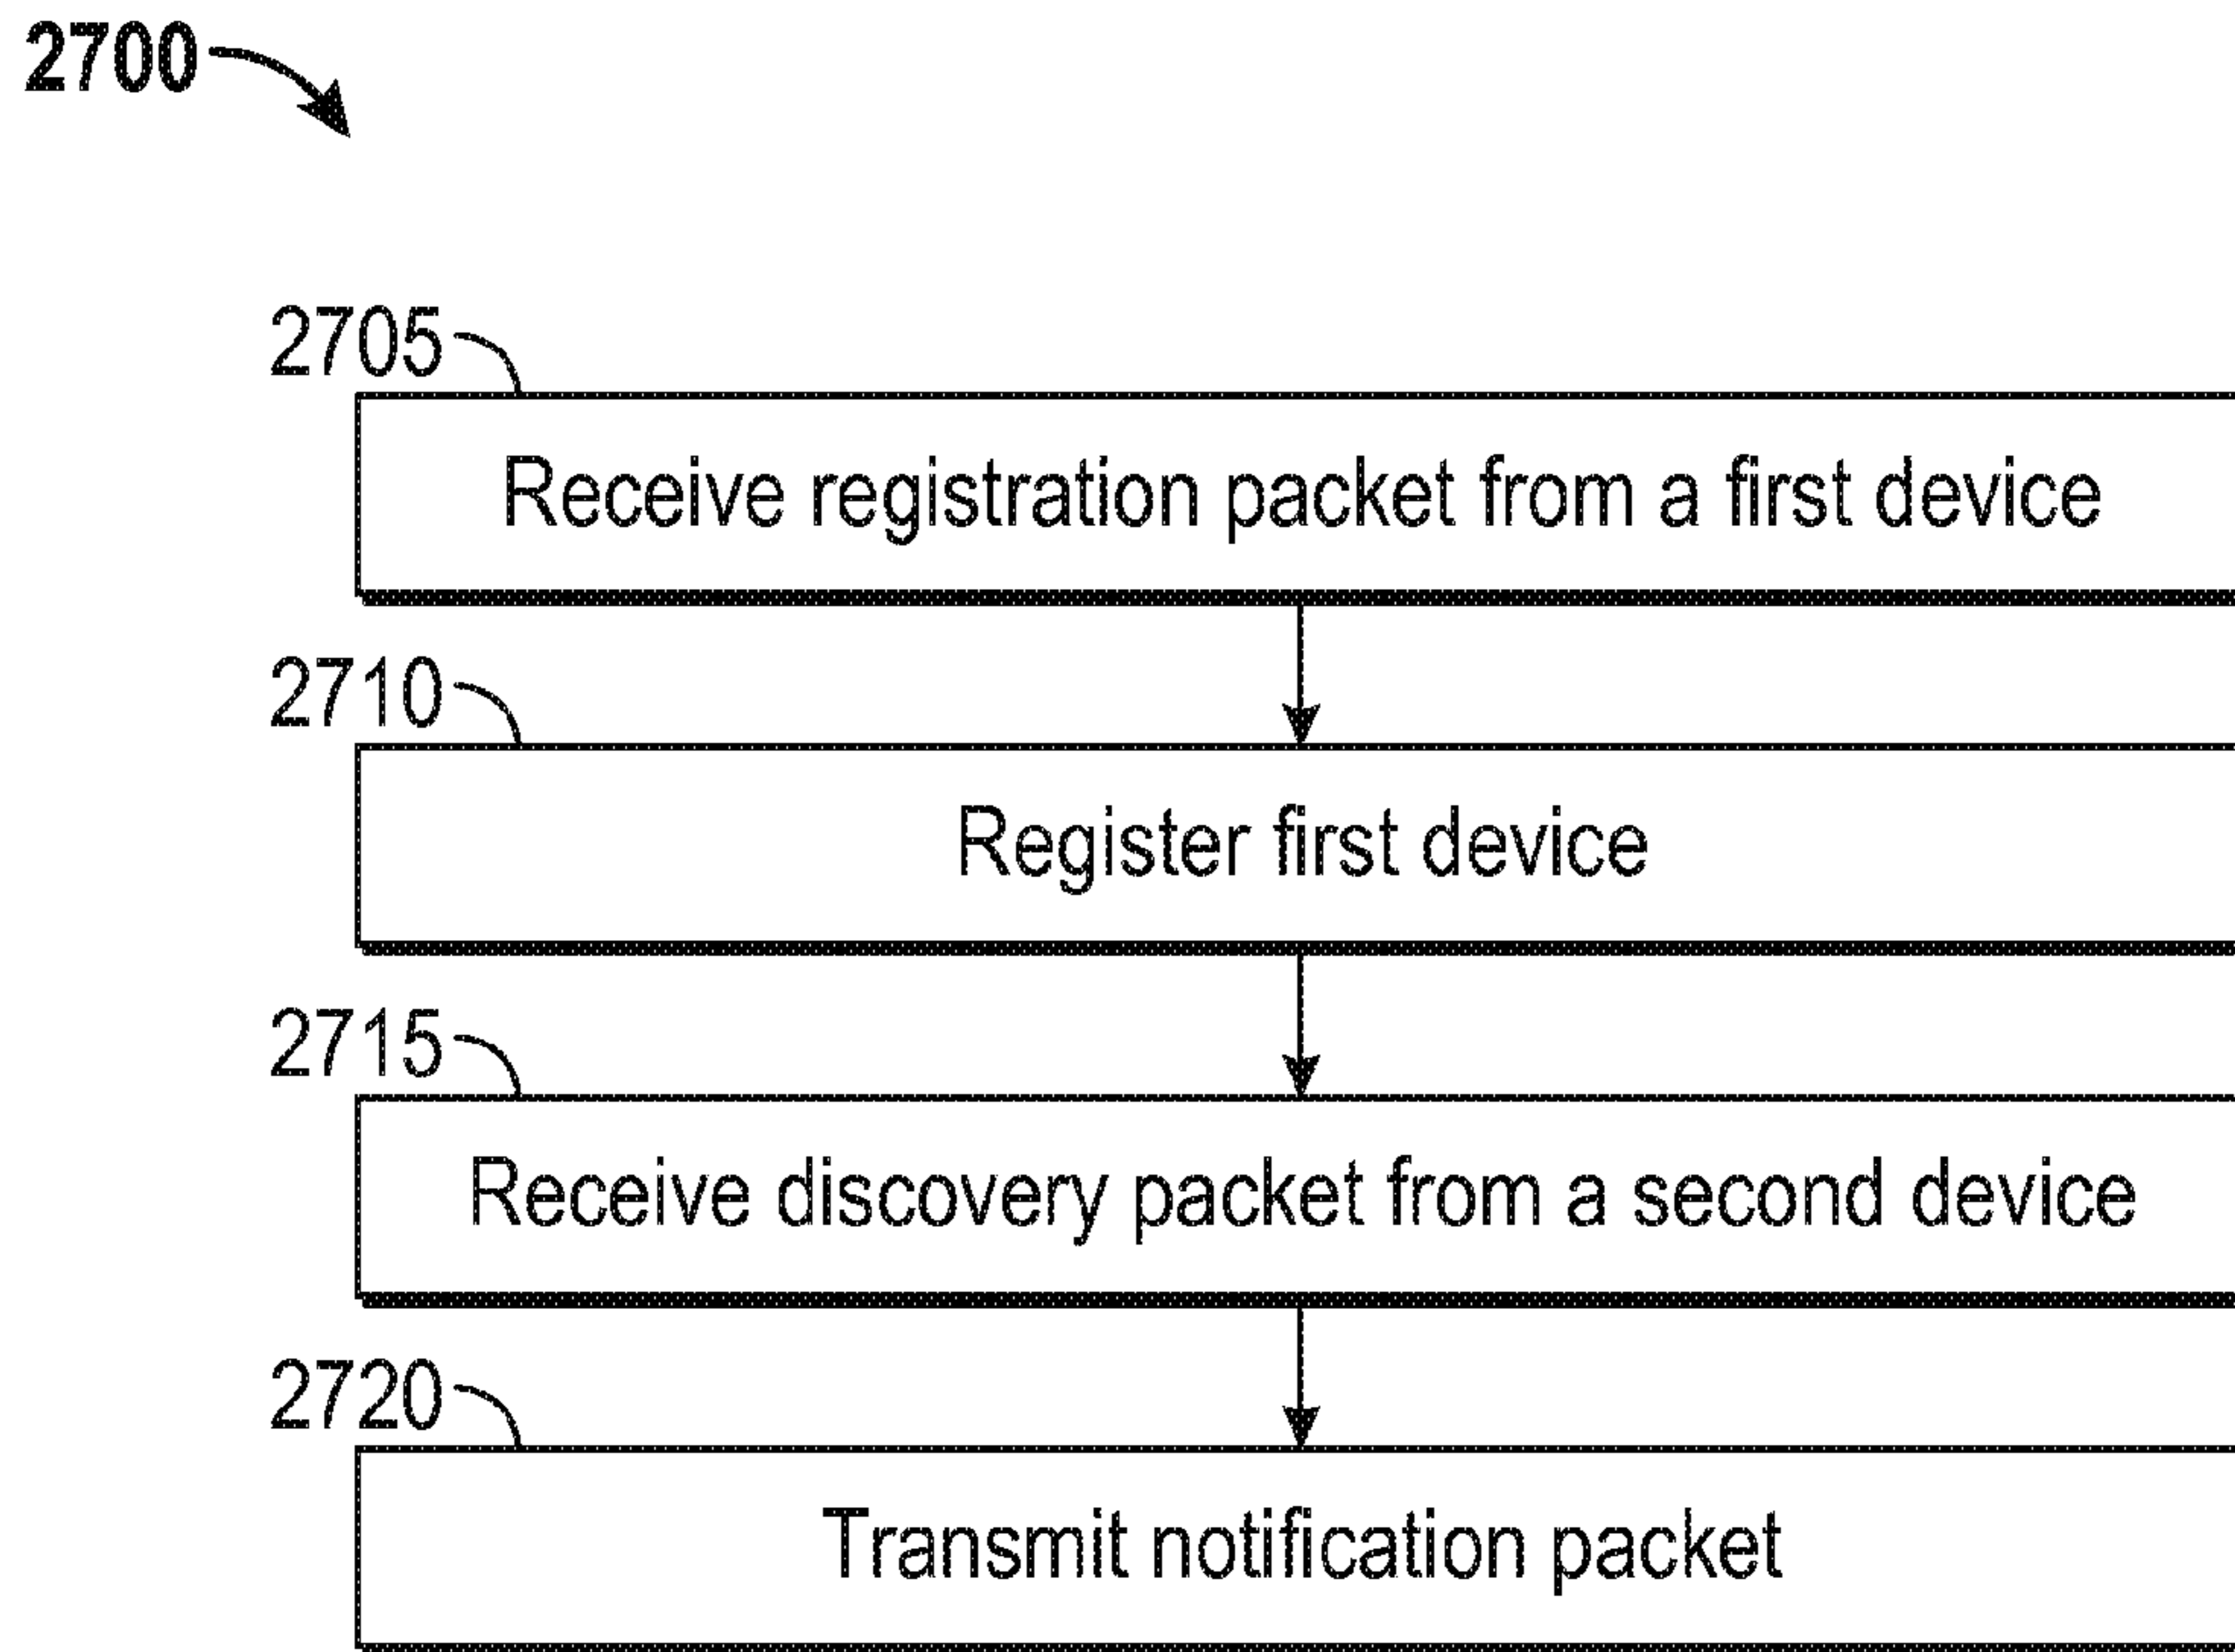 2700
2705
Receive registration packet from a first device
2710
Register first device
2715
Receive discovery packet from a second device
2720
Transmit notification packet